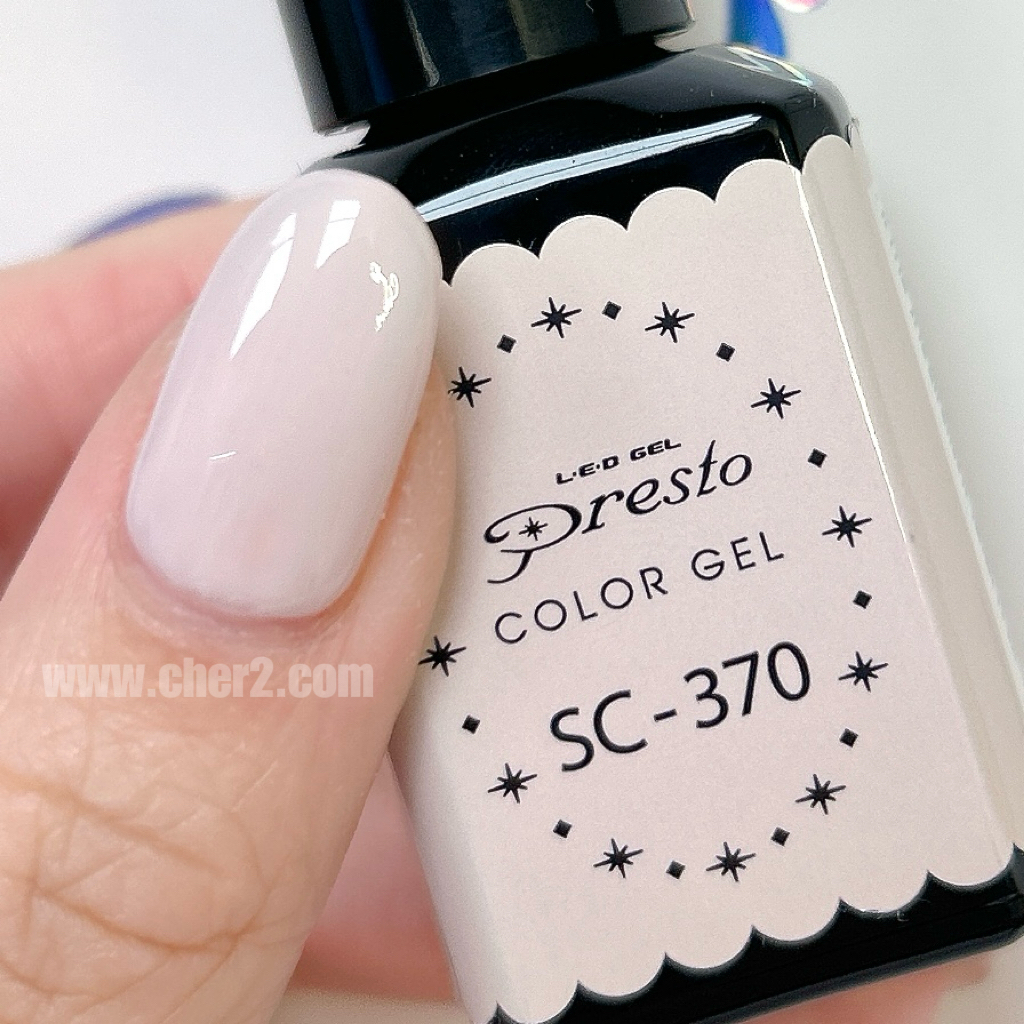 L·E·D GEL
Presto
COLOR GEL
SC-370
www.cher2.com